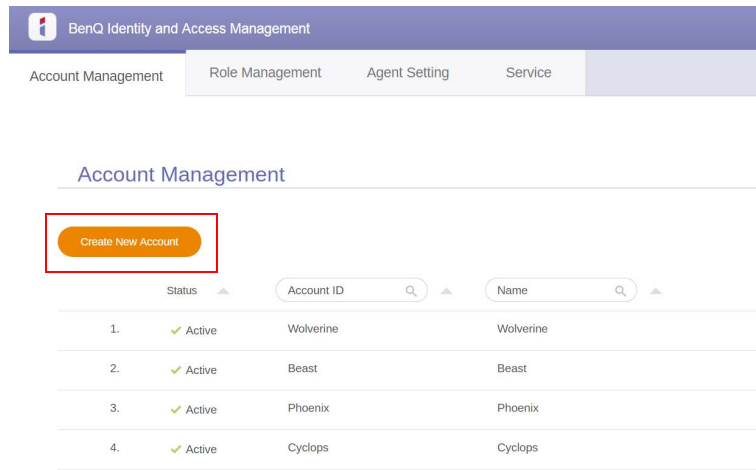 BenQ Identity and Access Management
Account Management Role Management Agent Setting Service
Account Management
Create New Account
Status Account ID Name
1. Active Wolverine Wolverine
2. Active Beast Beast
3. Active Phoenix Phoenix
4. Active Cyclops Cyclops